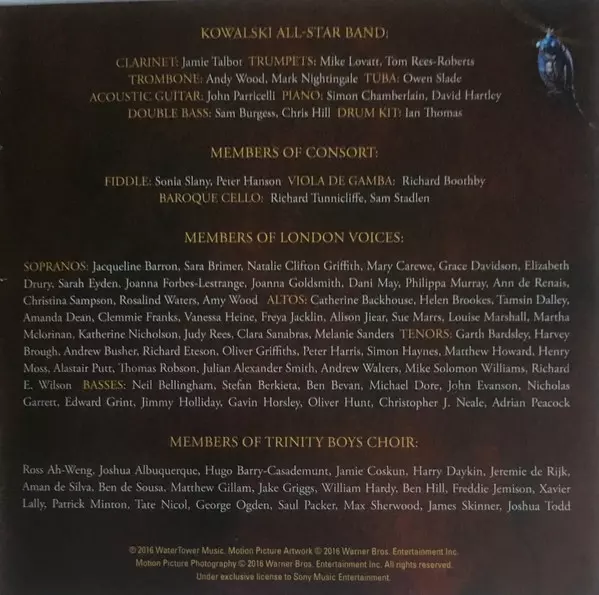 KOWALSKI ALL-STAR BAND:
CLARINET: Jamie Talbot TRUMPETS: Mike Lovatt, Tom Rees-Roberts
TROMBONE: Andy Wood, Mark Nightingale TUBA: Owen Slade
ACOUSTIC GUITAR: John Parricelli PIANO: Simon Chamberlain, David Hartley
DOUBLE BASS: Sam Burgess, Chris Hill DRUM KIT: Ian Thomas
MEMBERS OF CONSORT:
FIDDLE: Sonia Slany, Peter Hanson VIOLA DE GAMBA: Richard Boothby
BAROQUE CELLO: Richard Tunnicliffe, Sam Stadlen
MEMBERS OF LONDON VOICES:
SOPRANOS: Jacqueline Barron, Sara Brimer, Natalie Clifton Griffith, Mary Carewe, Grace Davidson, Elizabeth
Drury, Sarah Eyden, Joanna Forbes-Lestrange, Joanna Goldsmith, Dani May, Philippa Murray, Ann de Renais,
Christina Sampson, Rosalind Waters, Amy Wood ALTOS: Catherine Backhouse, Helen Brookes, Tamsin Dalley,
Amanda Dean, Clemmie Franks, Vanessa Heine, Freya Jacklin, Alison Jiear, Sue Marrs, Louise Marshall, Martha
Mclorinan, Katherine Nicholson, Judy Rees, Clara Sanabras, Melanie Sanders TENORS: Garth Bardsley, Harvey
Brough, Andrew Busher, Richard Eteson, Oliver Griffiths, Peter Harris, Simon Haynes, Matthew Howard, Henry
Moss, Alastair Putt, Thomas Robson, Julian Alexander Smith, Andrew Walters, Mike Solomon Williams, Richard
E. Wilson BASSES: Neil Bellingham, Stefan Berkieta, Ben Bevan, Michael Dore, John Evanson, Nicholas
Garrett, Edward Grint, Jimmy Holliday, Gavin Horsley, Oliver Hunt, Christopher J. Neale, Adrian Peacock
MEMBERS OF TRINITY BOYS CHOIR:
Ross Ah-Weng, Joshua Albuquerque, Hugo Barry-Casademunt, Jamie Coskun, Harry Daykin, Jeremie de Rijk,
Aman de Silva, Ben de Sousa, Matthew Gillam, Jake Griggs, William Hardy, Ben Hill, Freddie Jemison, Xavier
Lally, Patrick Minton, Tate Nicol, George Ogden, Saul Packer, Max Sherwood, James Skinner, Joshua Todd
℗ 2016 WaterTower Music. Motion Picture Artwork © 2016 Warner Bros. Entertainment Inc.
Motion Picture Photography © 2016 Warner Bros. Entertainment Inc. All rights reserved.
Under exclusive license to Sony Music Entertainment.